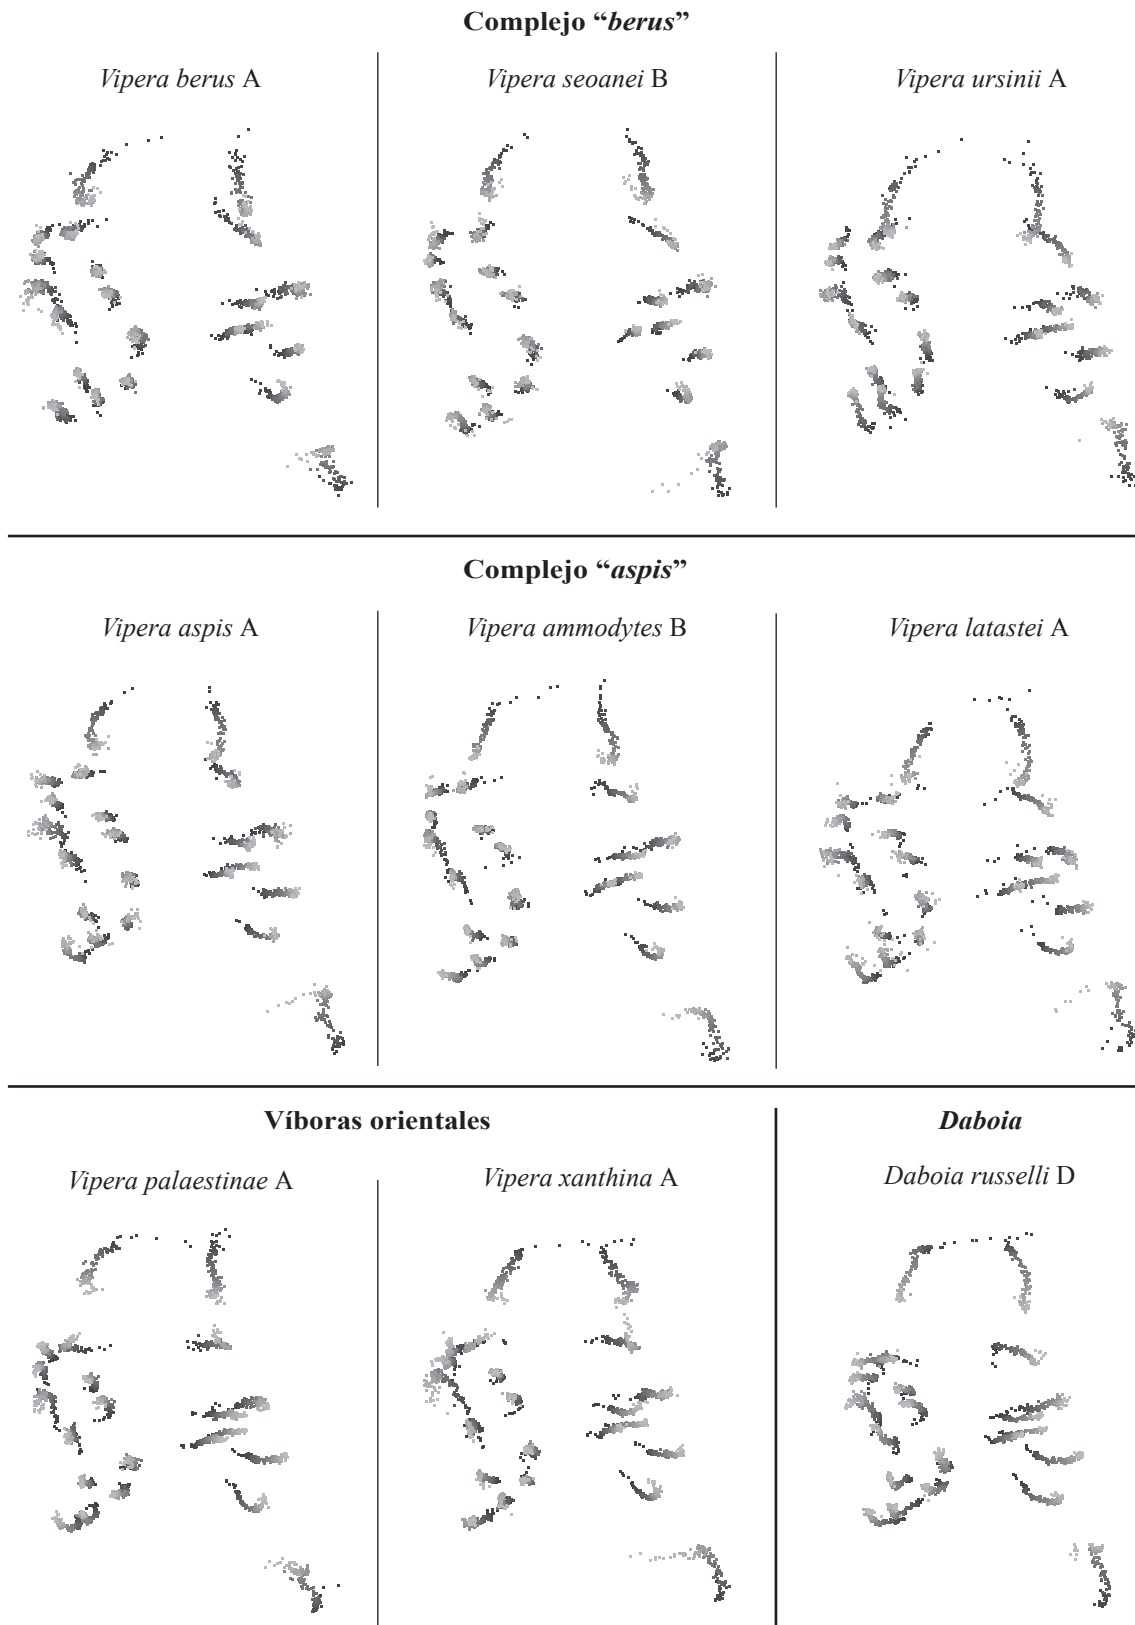 Complejo “berus”
Vipera berus A
Vipera seoanei B
Vipera ursinii A
Complejo “aspis”
Vipera aspis A
Vipera ammodytes B
Vipera latastei A
Víboras orientales
Daboia
Vipera palaestinae A
Vipera xanthina A
Daboia russelli D